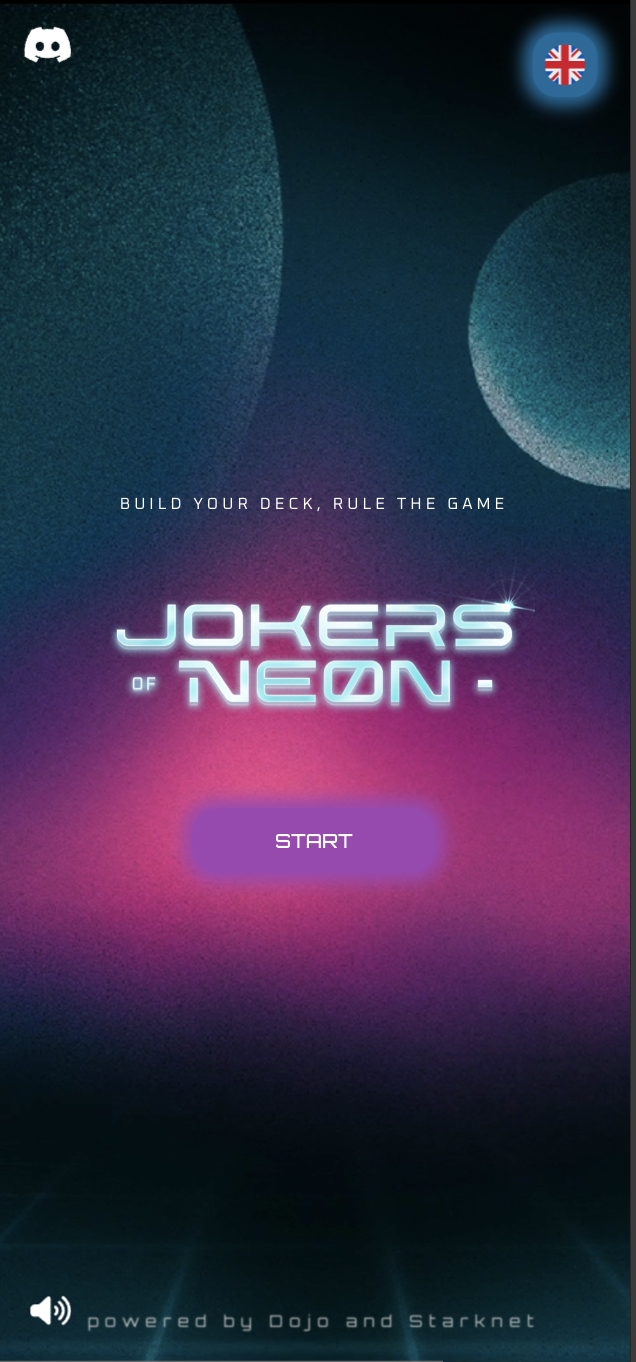 BUILD YOUR DECK, RULE THE GAME
JOKERS
OF NEØN
START
powered by Dojo and Starknet